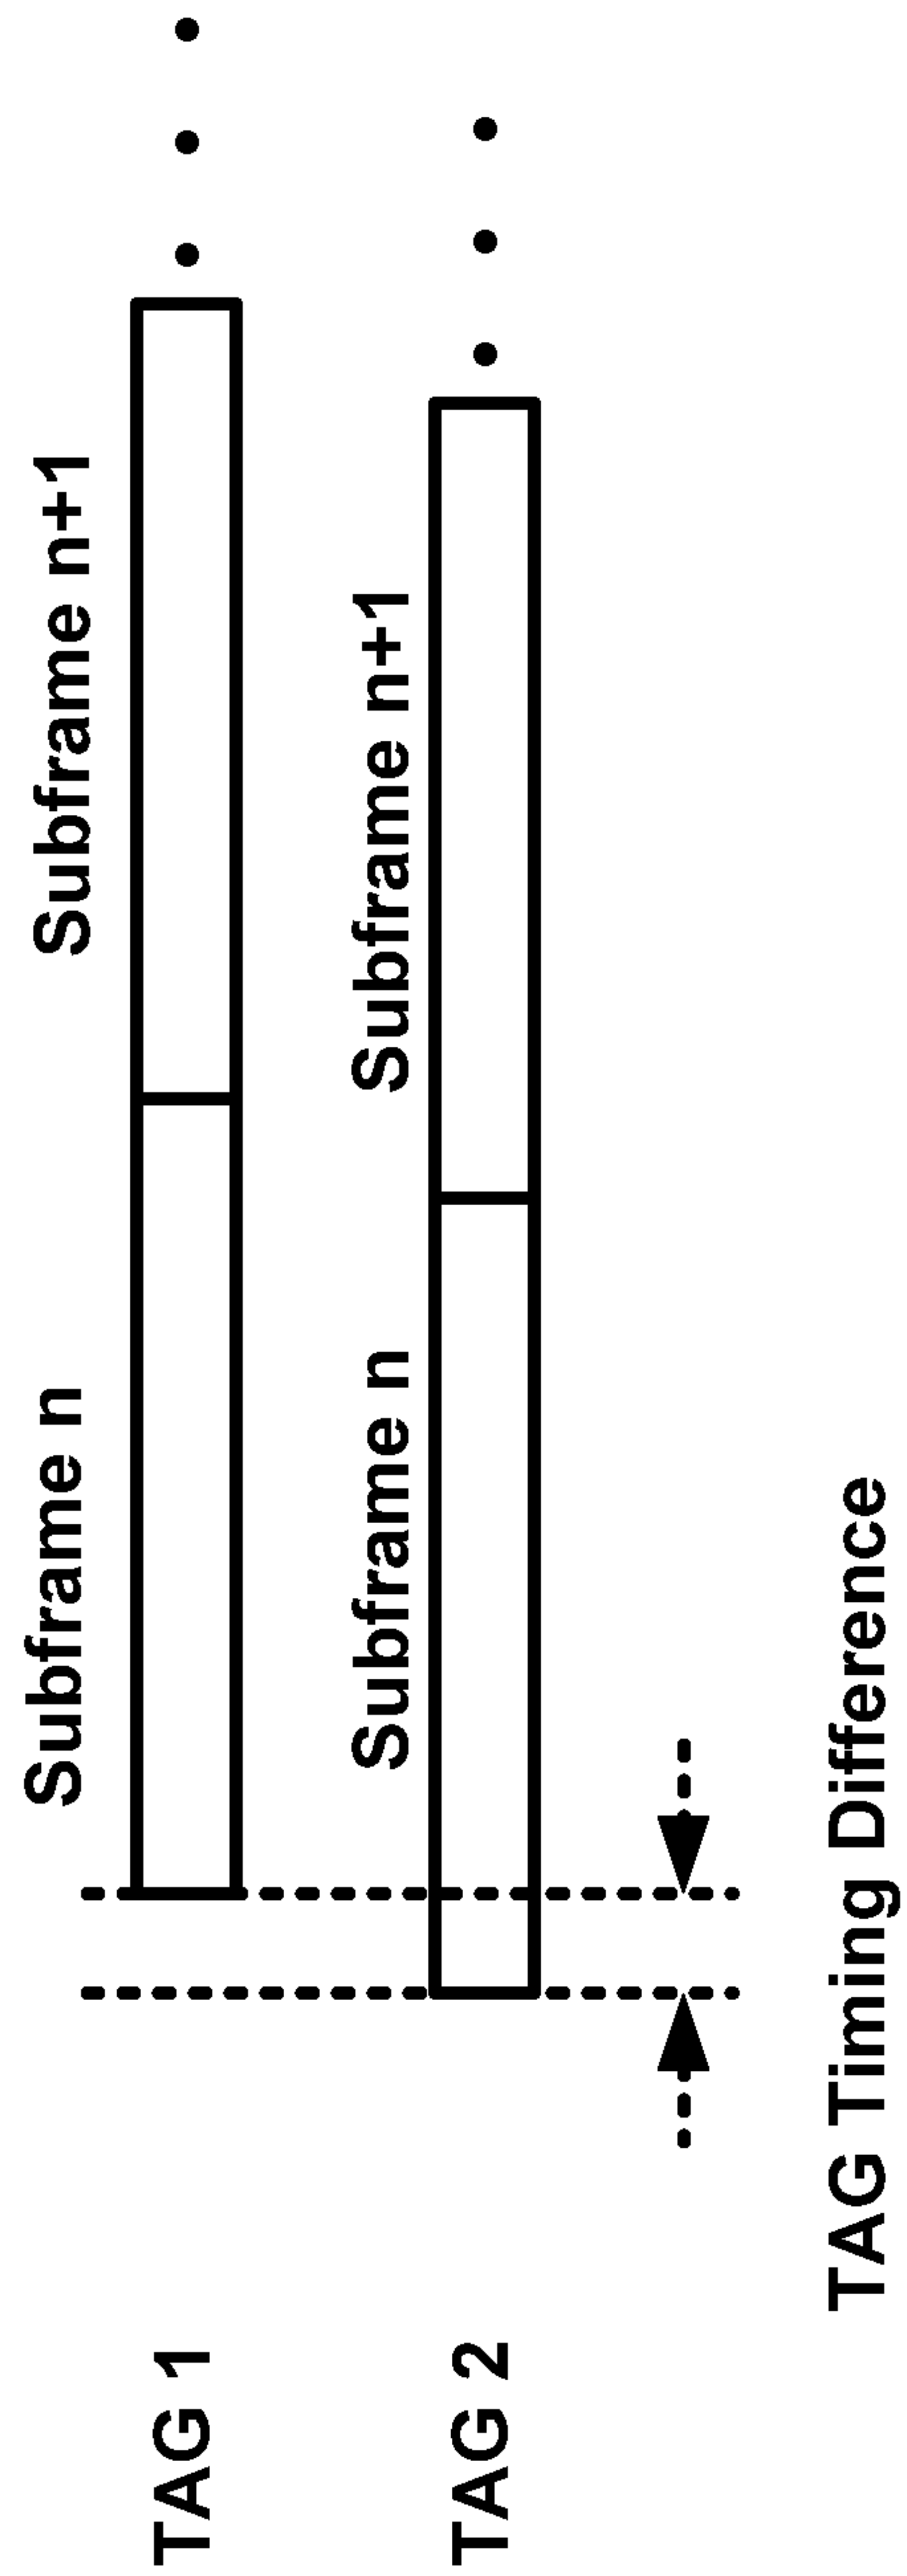 Subframe n
Subframe n+1
TAG 1
Subframe n
Subframe n+1
TAG 2
TAG Timing Difference